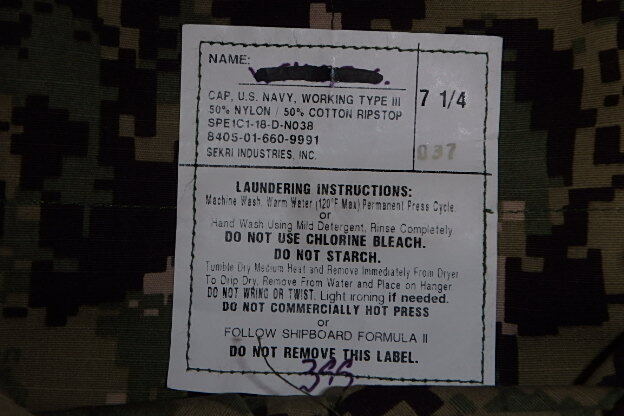 NAME:
CAP, U.S. NAVY, WORKING TYPE III
50% NYLON / 50% COTTON RIPSTOP
SPE1C1-18-D-N038
8405-01-660-9991
SEKRI INDUSTRIES, INC.
7 1/4
037
LAUNDERING INSTRUCTIONS:
Machine Wash. Warm Water (120°F Max) Permanent Press Cycle.
or
Hand Wash Using Mild Detergent, Rinse Completely
DO NOT USE CHLORINE BLEACH.
DO NOT STARCH.
Tumble Dry Medium Heat and Remove Immediately From Dryer
To Drip Dry, Remove From Water and Place on Hanger
DO NOT WRING OR TWIST. Light ironing if needed.
DO NOT COMMERCIALLY HOT PRESS
or
FOLLOW SHIPBOARD FORMULA II
DO NOT REMOVE THIS LABEL.